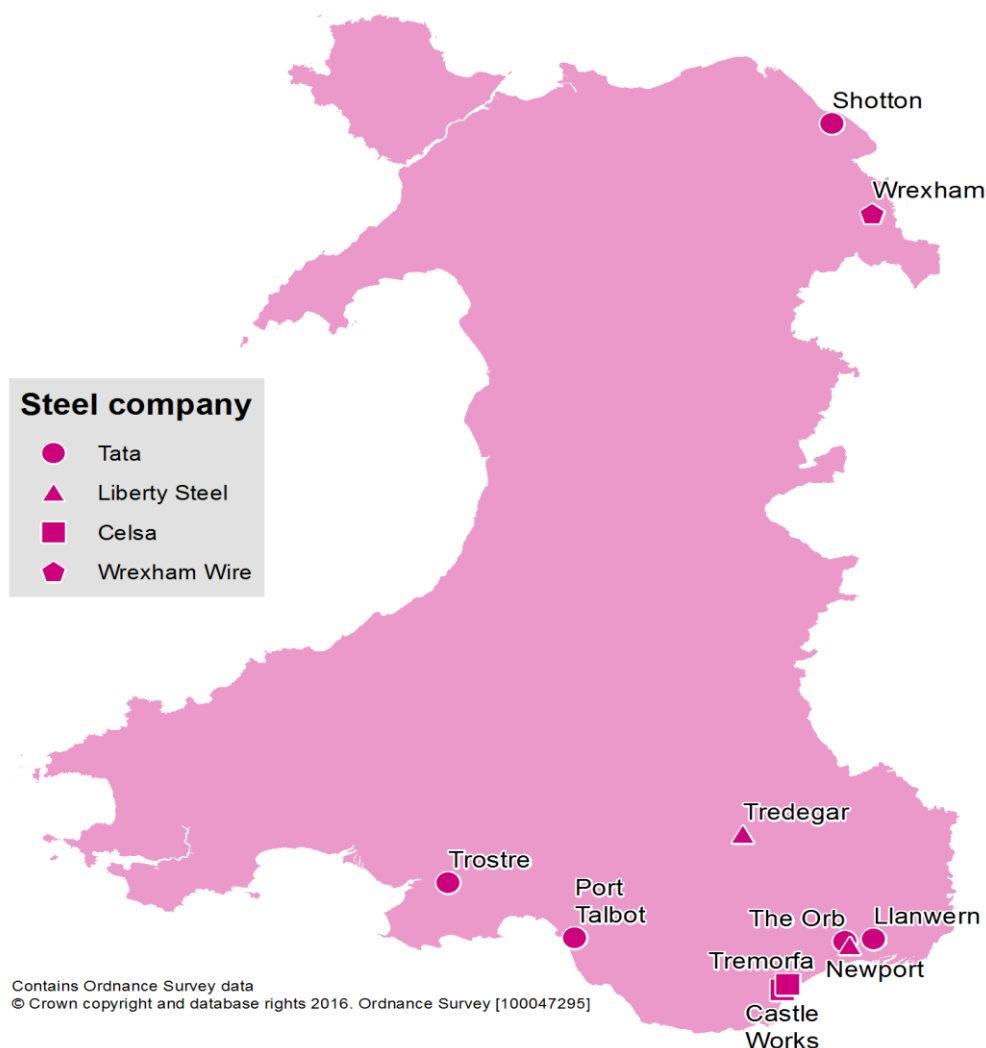 Shotton
Wrexham
Steel company
Tata
Liberty Steel
Celsa
Wrexham Wire
Tredegar
Trostre
Port
Talbot
The Orb
Llanwern
Tremorfa
Newport
Castle
Works
Contains Ordnance Survey data
© Crown copyright and database rights 2016. Ordnance Survey [100047295]